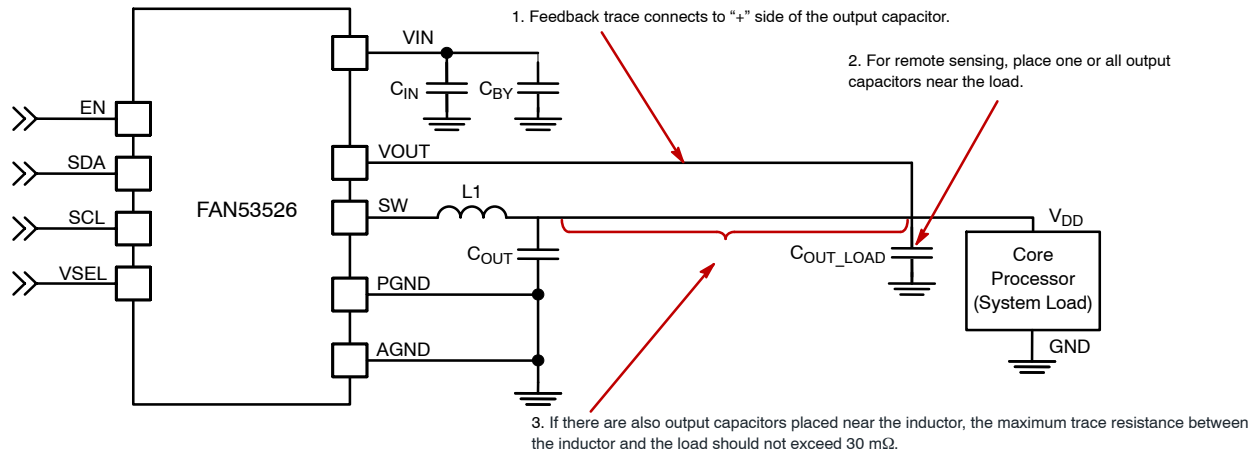 1. Feedback trace connects to “+” side of the output capacitor.
VIN
2. For remote sensing, place one or all output
capacitors near the load.
CIN
CBY
EN
VOUT
SDA
L1
FAN53526
SW
SCL
VDD
COUT
COUT_LOAD
Core
Processor
(System Load)
VSEL
PGND
AGND
GND
3. If there are also output capacitors placed near the inductor, the maximum trace resistance between
the inductor and the load should not exceed 30 mΩ.